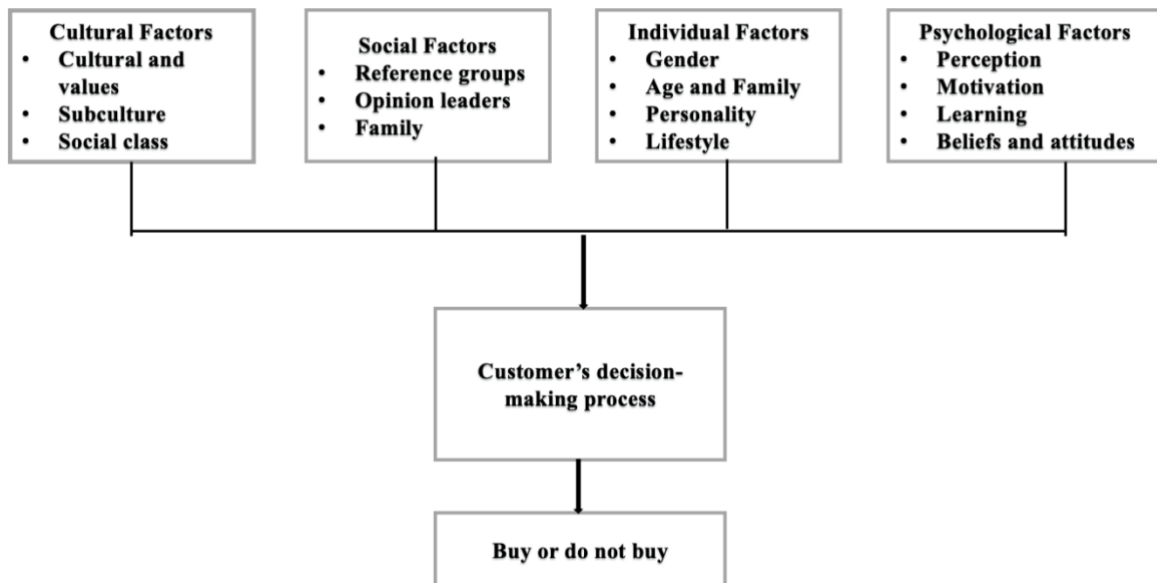 Cultural Factors
• Cultural and
values
• Subculture
• Social class
Social Factors
• Reference groups
• Opinion leaders
• Family
Individual Factors
• Gender
• Age and Family
• Personality
• Lifestyle
Psychological Factors
• Perception
• Motivation
• Learning
• Beliefs and attitudes
Customer’s decision-
making process
Buy or do not buy